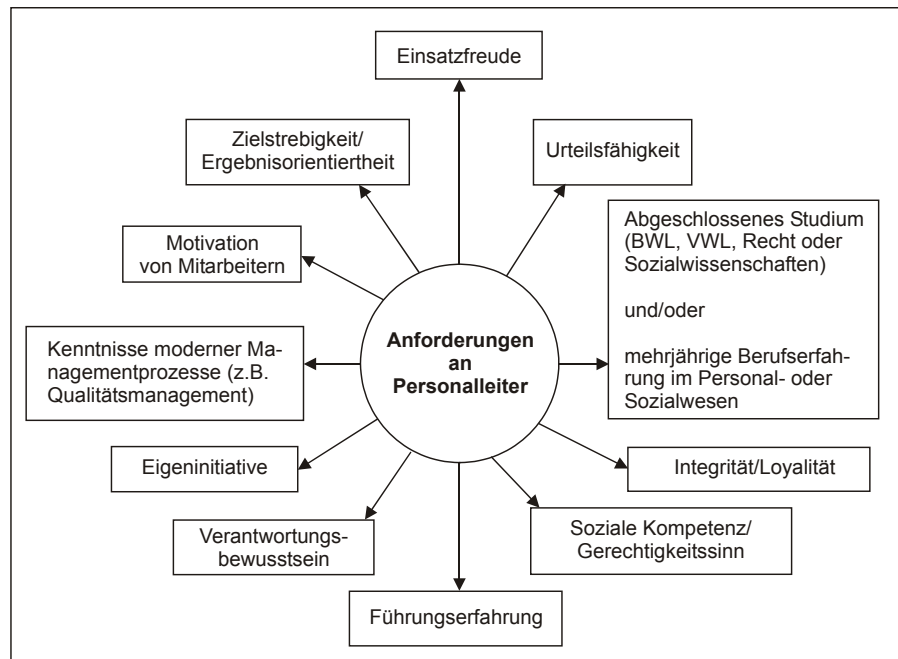 Einsatzfreude
Zielstrebigkeit/
Ergebnisorientiertheit
Urteilsfähigkeit
Motivation
von Mitarbeitern
Abgeschlossenes Studium
(BWL, VWL, Recht oder
Sozialwissenschaften)
und/oder
mehrjährige Berufserfah-
rung im Personal- oder
Sozialwesen
Anforderungen
an
Personalleiter
Kenntnisse moderner Ma-
nagementprozesse (z.B.
Qualitätsmanagement)
Eigeninitiative
Integrität/Loyalität
Verantwortungs-
bewusstsein
Soziale Kompetenz/
Gerechtigkeitssinn
Führungserfahrung